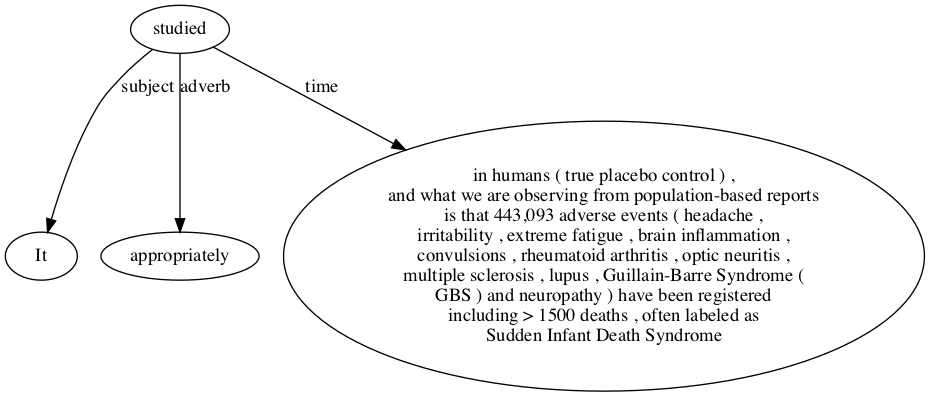 studied
subject adverb time
It
appropriately
in humans ( true placebo control ) ,
and what we are observing from population-based reports
is that 443,093 adverse events ( headache ,
irritability , extreme fatigue , brain inflammation ,
convulsions , rheumatoid arthritis , optic neuritis ,
multiple sclerosis , lupus , Guillain-Barre Syndrome (
GBS ) and neuropathy ) have been registered
including > 1500 deaths , often labeled as
Sudden Infant Death Syndrome